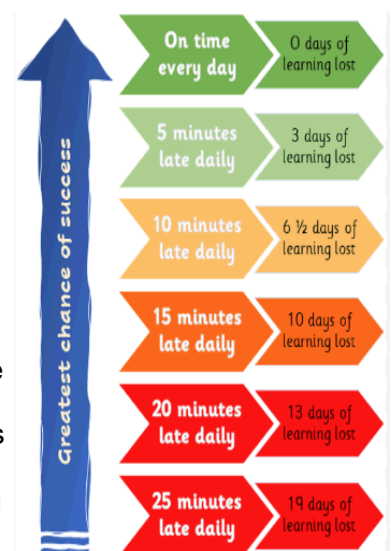 On time
every day
0 days of
learning lost
5 minutes
late daily
3 days of
learning lost
10 minutes
late daily
6 ½ days of
learning lost
15 minutes
late daily
10 days of
learning lost
20 minutes
late daily
13 days of
learning lost
25 minutes
late daily
19 days of
learning lost
Greatest chance of success